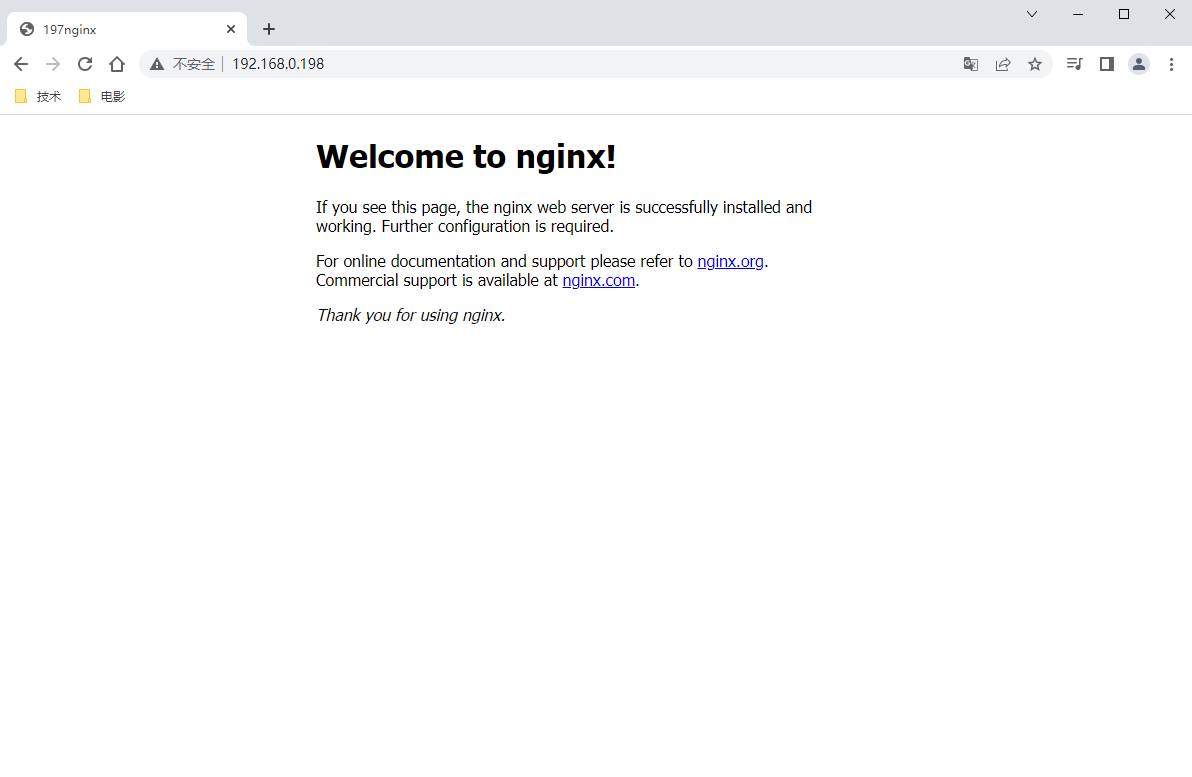 197nginx
不安全 192.168.0.198
技术 电影
Welcome to nginx!
If you see this page, the nginx web server is successfully installed and
working. Further configuration is required.
For online documentation and support please refer to nginx.org.
Commercial support is available at nginx.com.
Thank you for using nginx.